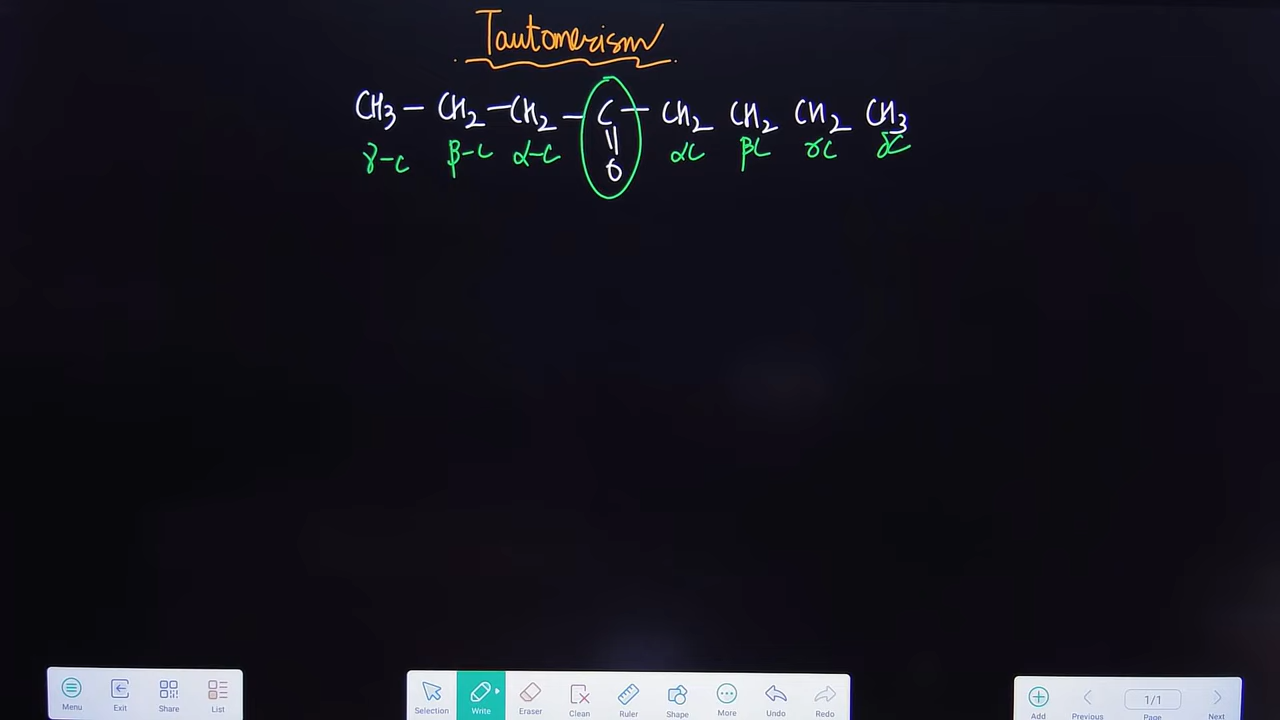 Tautomerism
CH3 – CH2 – CH2 – C – CH2 CH2 CH2 CH3
||
O
γ-C β-C α-C αC βC γC δC
Menu Exit Share List Selection Write Eraser Clean Ruler Shape More Undo Redo Add Previous 1/1 Page Next